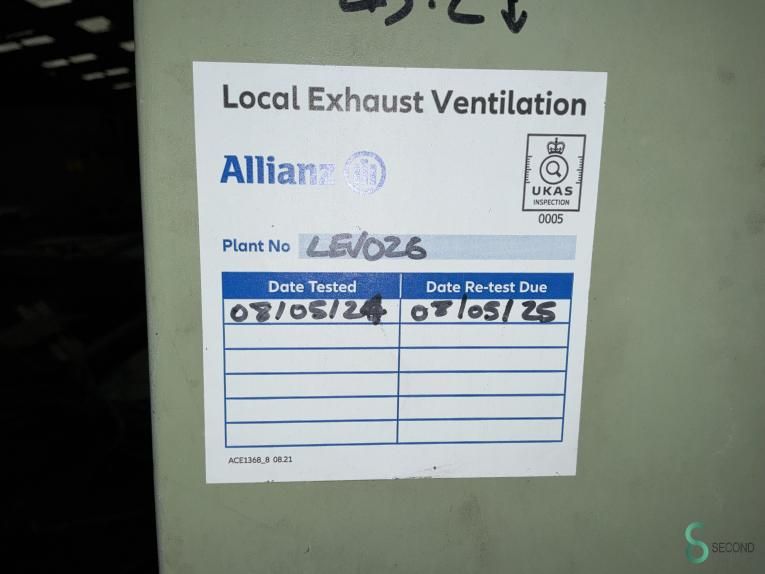 Local Exhaust Ventilation
Allianz
UKAS
INSPECTION
0005
Plant No LEV026
Date Tested Date Re-test Due
08/05/24 08/05/25
ACE1368_8 08.21
SECOND